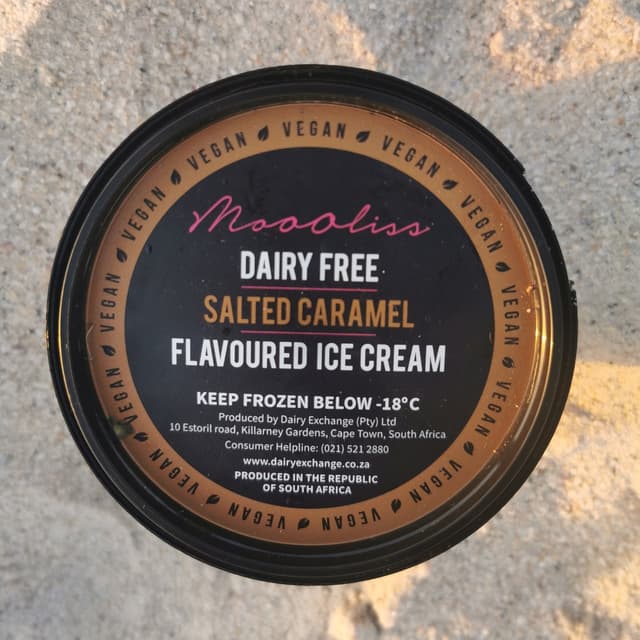 VEGAN VEGAN VEGAN VEGAN VEGAN VEGAN VEGAN VEGAN VEGAN VEGAN VEGAN VEGAN VEGAN
MooOliss
DAIRY FREE
SALTED CARAMEL
FLAVOURED ICE CREAM
KEEP FROZEN BELOW -18°C
Produced by Dairy Exchange (Pty) Ltd
10 Estoril road, Killarney Gardens, Cape Town, South Africa
Consumer Helpline: (021) 521 2880
www.dairyexchange.co.za
PRODUCED IN THE REPUBLIC
OF SOUTH AFRICA